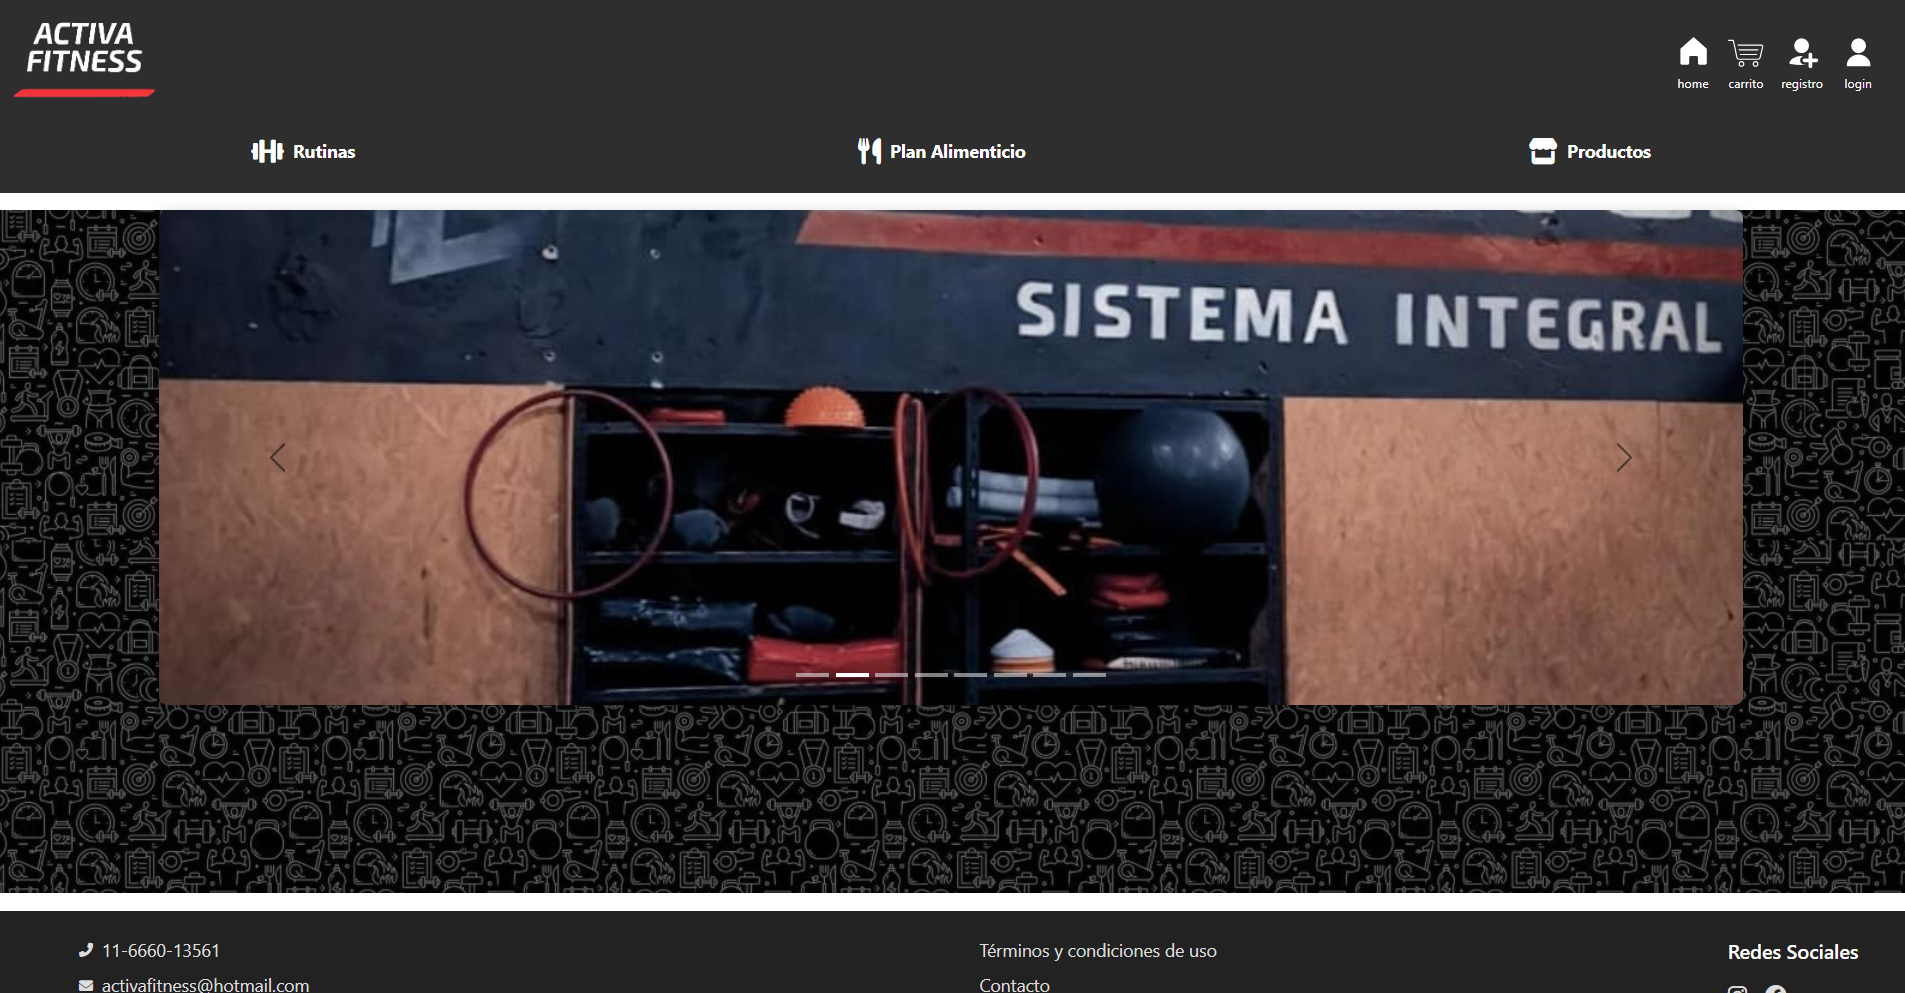 ACTIVA
FITNESS
home
carrito
registro
login
Rutinas
Plan Alimenticio
Productos
SISTEMA INTEGRAL
11-6660-13561
activafitness@hotmail.com
Términos y condiciones de uso
Contacto
Redes Sociales